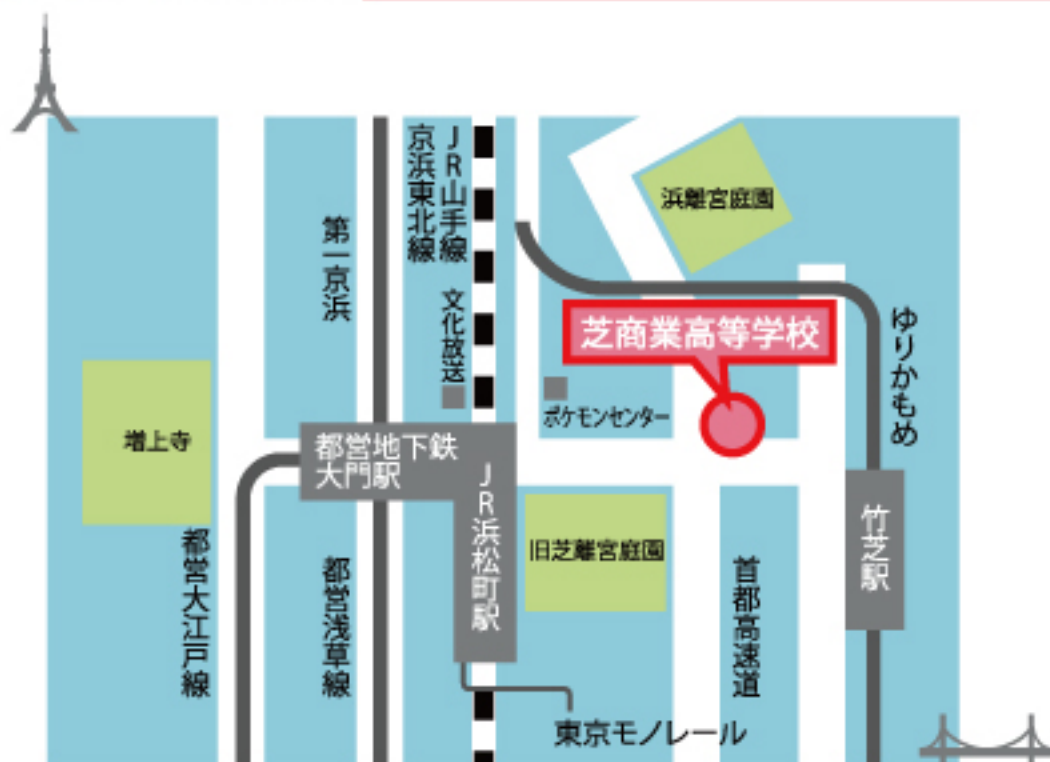 JR山手線
京浜東北線
浜離宮庭園
第一京浜
文化放送
芝商業高等学校
ゆりかもめ
ポケモンセンター
増上寺
都営地下鉄
大門駅
JR浜松町駅
旧芝離宮庭園
竹芝駅
都営大江戸線
都営浅草線
首都高速道
東京モノレール